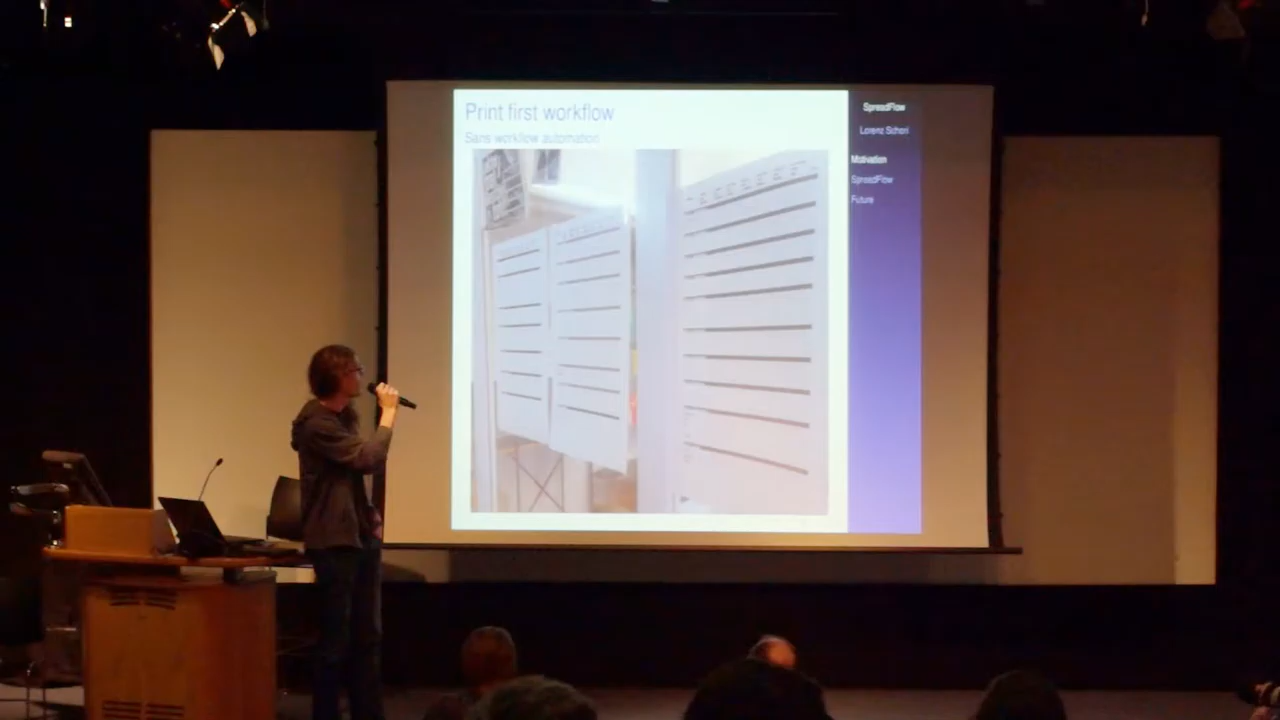 Print first workflow
Sans workflow automation
SpreadFlow
Lorenz Schori
Motivation
SpreadFlow
Future